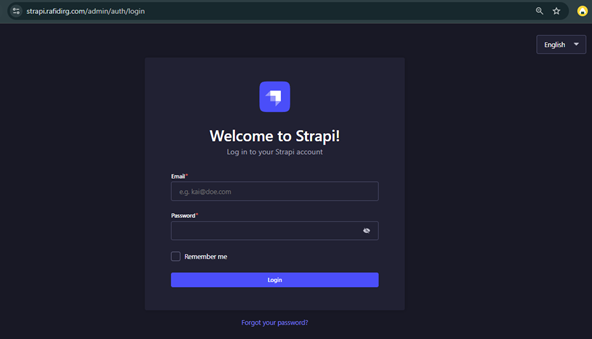 strapi.rafidirg.com/admin/auth/login
English
Welcome to Strapi!
Log in to your Strapi account
Email*
e.g. kai@doe.com
Password*
Remember me
Login
Forgot your password?